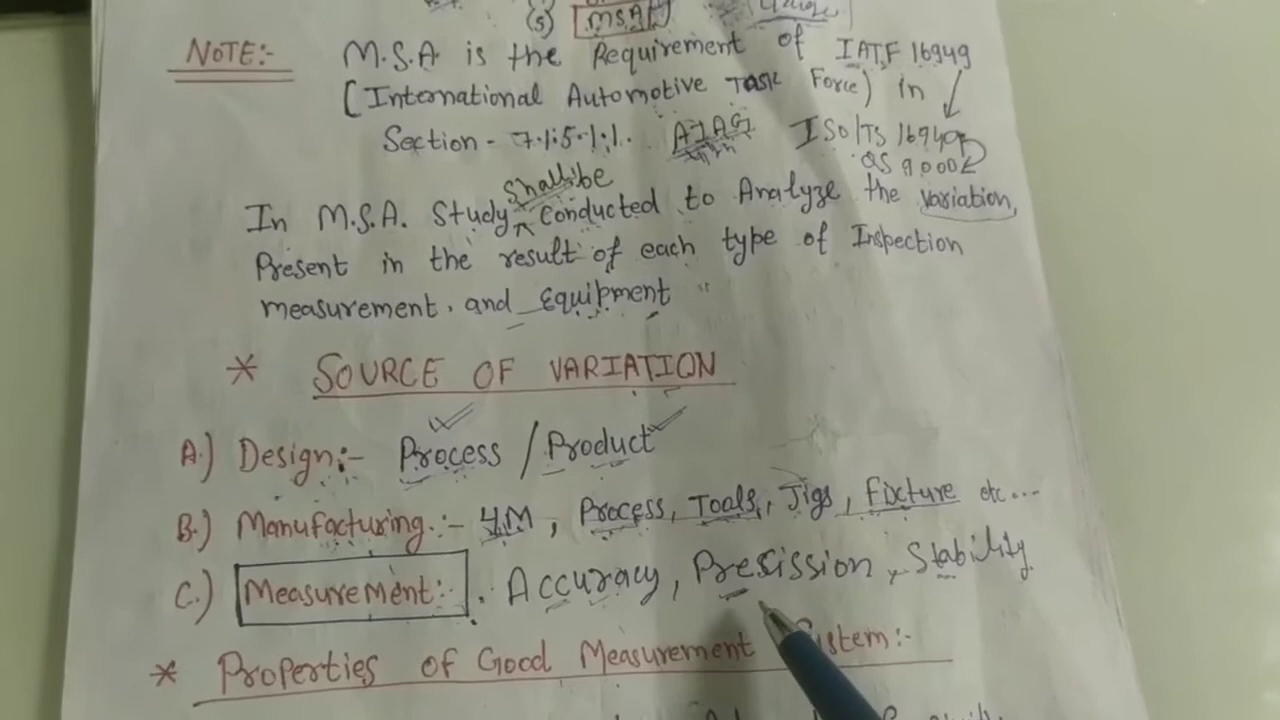 (5) MSA
NOTE:- M.S.A is the Requirement of IATF 16949
(International Automotive Task Force) in
Section - 7.1.5.1.1. AIAG ISO/TS 16949
QS 9000
shall be
In M.S.A. Study conducted to Analyze the variation,
Present in the result of each type of Inspection
measurement. and Equipment "
* SOURCE OF VARIATION
A.) Design:- Process / Product
B.) Manufacturing.:- 4M, Process, Tools, Jigs, Fixture etc...
C.) Measurement:- . Accuracy, Presission, Stability
* Properties of Good Measurement System:-